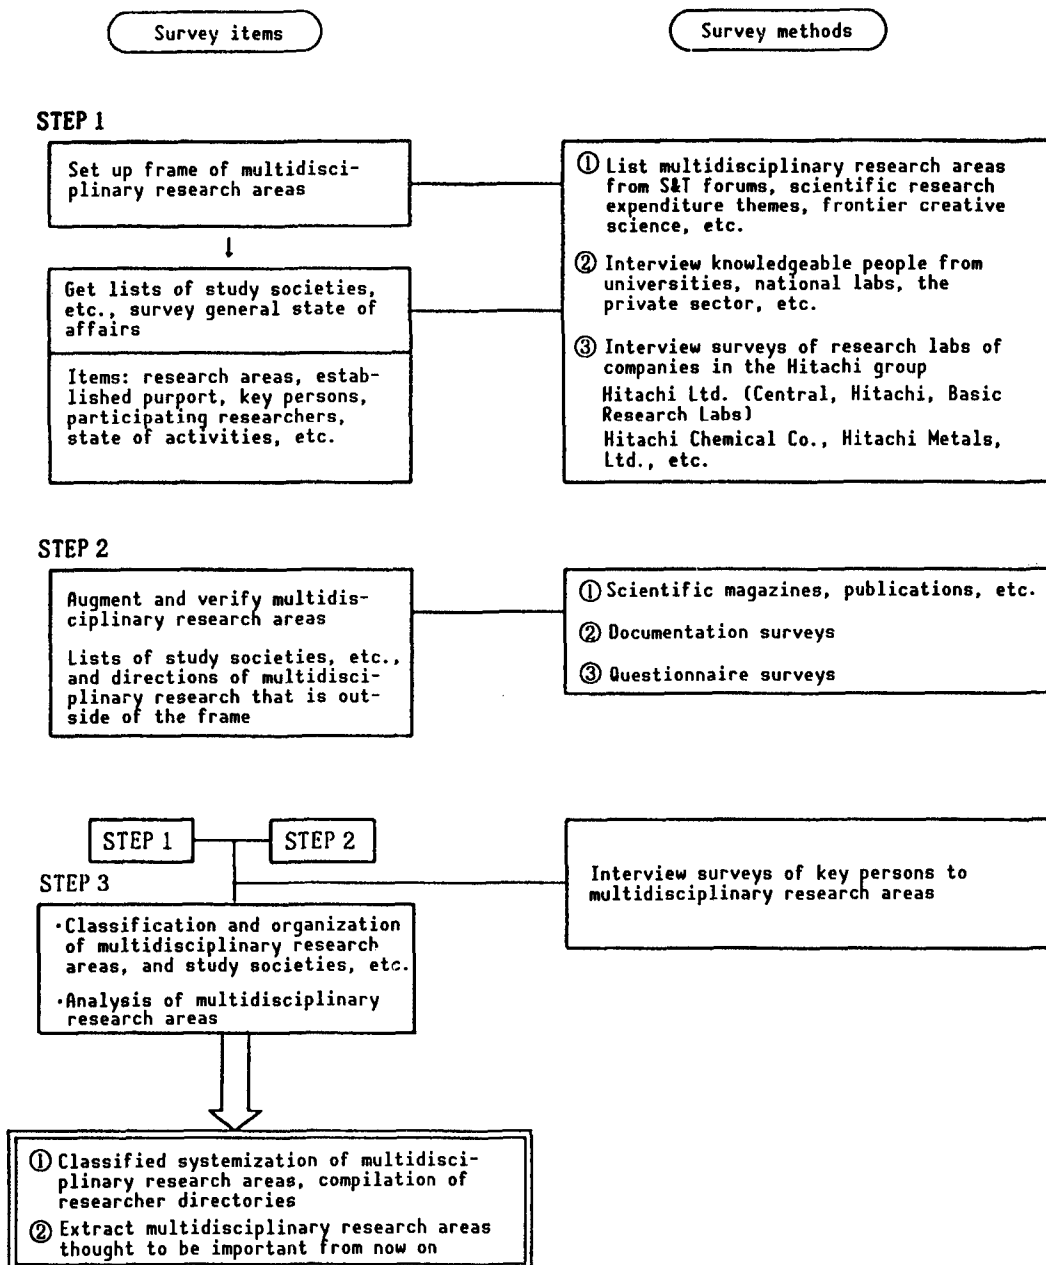 Survey items
Survey methods
STEP 1
Set up frame of multidisci-
plinary research areas
Get lists of study societies,
etc., survey general state of
affairs
Items: research areas, estab-
lished purport, key persons,
participating researchers,
state of activities, etc.
① List multidisciplinary research areas
from S&T forums, scientific research
expenditure themes, frontier creative
science, etc.
② Interview knowledgeable people from
universities, national labs, the
private sector, etc.
③ Interview surveys of research labs of
companies in the Hitachi group
Hitachi Ltd. (Central, Hitachi, Basic
Research Labs)
Hitachi Chemical Co., Hitachi Metals,
Ltd., etc.
STEP 2
Augment and verify multidis-
ciplinary research areas
Lists of study societies, etc.,
and directions of multidisci-
plinary research that is out-
side of the frame
① Scientific magazines, publications, etc.
② Documentation surveys
③ Questionnaire surveys
STEP 1
STEP 2
STEP 3
·Classification and organization
of multidisciplinary research
areas, and study societies, etc.
·Analysis of multidisciplinary
research areas
Interview surveys of key persons to
multidisciplinary research areas
① Classified systemization of multidisci-
plinary research areas, compilation of
researcher directories
② Extract multidisciplinary research areas
thought to be important from now on